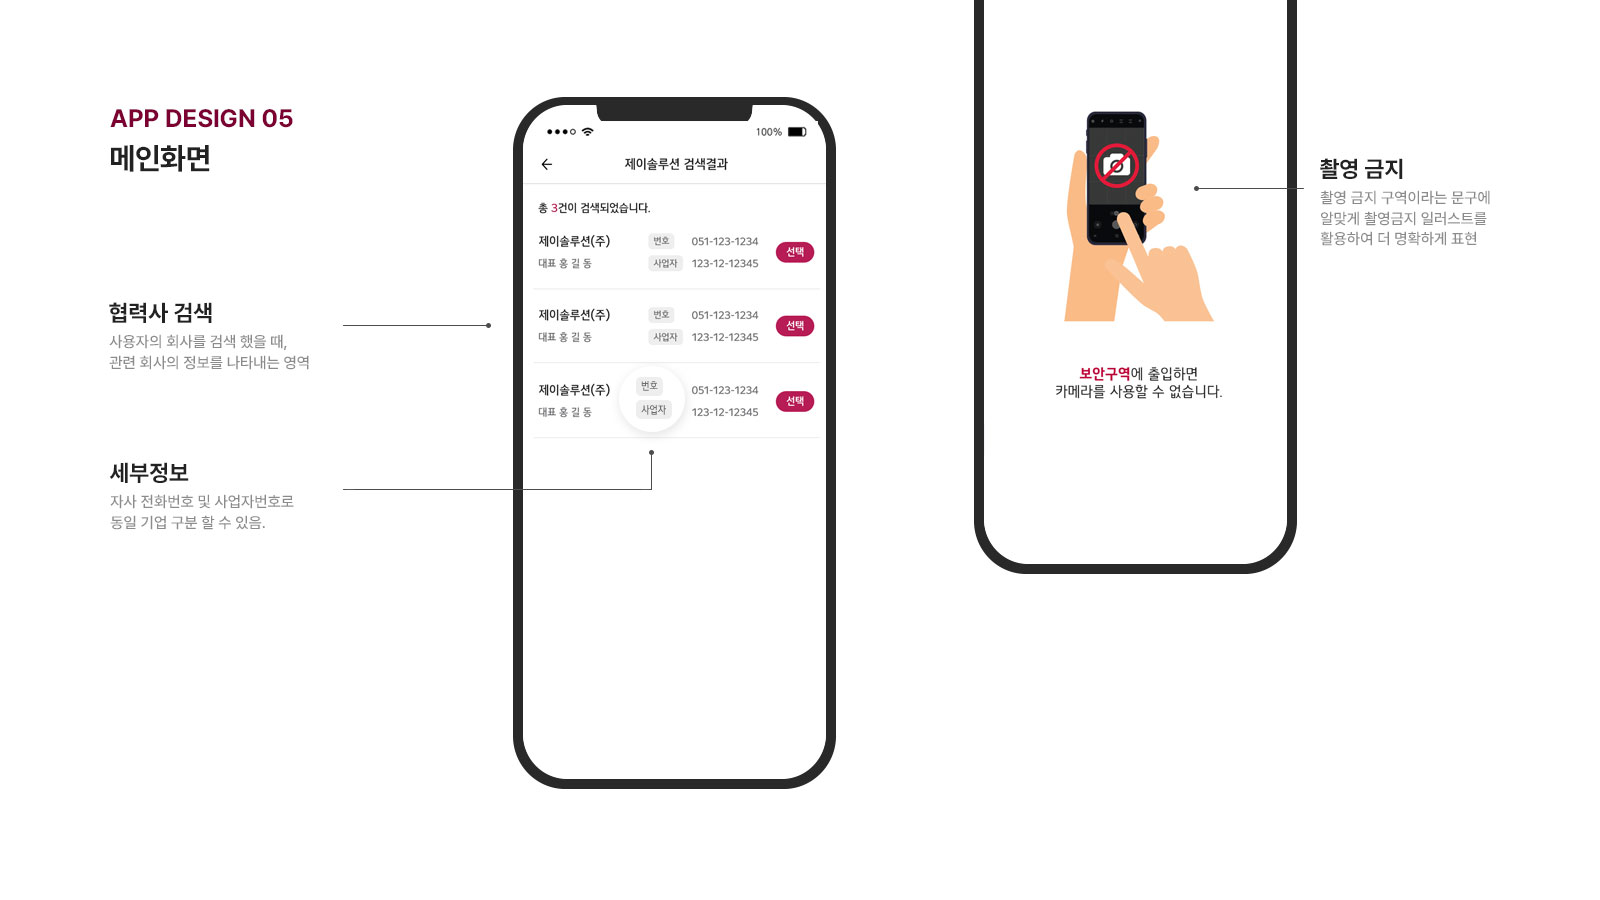 APP DESIGN 05
메인화면
협력사 검색
사용자의 회사를 검색 했을 때,
관련 회사의 정보를 나타내는 영역
세부정보
자사 전화번호 및 사업자번호로
동일 기업 구분 할 수 있음.
100%
제이솔루션 검색결과
총 3건이 검색되었습니다.
제이솔루션(주) 번호 051-123-1234
선택
대표 홍 길 동 사업자 123-12-12345
제이솔루션(주) 번호 051-123-1234
선택
대표 홍 길 동 사업자 123-12-12345
제이솔루션(주) 번호 051-123-1234
선택
대표 홍 길 동 사업자 123-12-12345
보안구역에 출입하면
카메라를 사용할 수 없습니다.
촬영 금지
촬영 금지 구역이라는 문구에
알맞게 촬영금지 일러스트를
활용하여 더 명확하게 표현